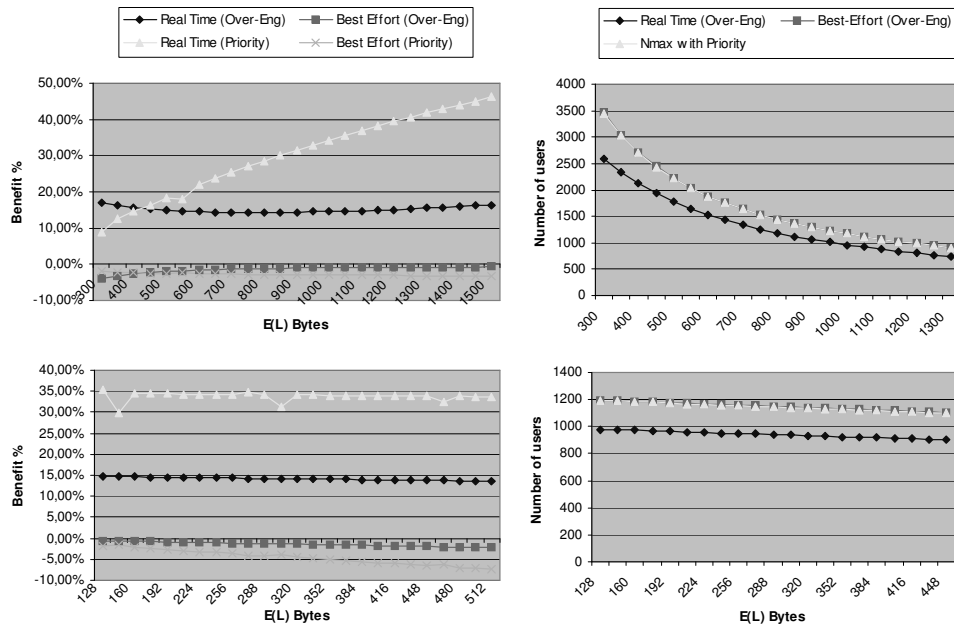 Real Time (Over-Eng) Best Effort (Over-Eng)
Real Time (Priority) Best Effort (Priority)
Real Time (Over-Eng) Best-Effort (Over-Eng)
Nmax with Priority
Benefit %
50,00%
40,00%
30,00%
20,00%
10,00%
0,00%
-10,00%
300 400 500 600 700 800 900 1000 1100 1200 1300 1400 1500
E(L) Bytes
Number of users
4000
3500
3000
2500
2000
1500
1000
500
0
300 400 500 600 700 800 900 1000 1100 1200 1300
E(L) Bytes
Benefit %
40,00%
35,00%
30,00%
25,00%
20,00%
15,00%
10,00%
5,00%
0,00%
-5,00%
-10,00%
128 160 192 224 256 288 320 352 384 416 448 480 512
E(L) Bytes
Number of users
1400
1200
1000
800
600
400
200
0
128 160 192 224 256 288 320 352 384 416 448
E(L) Bytes